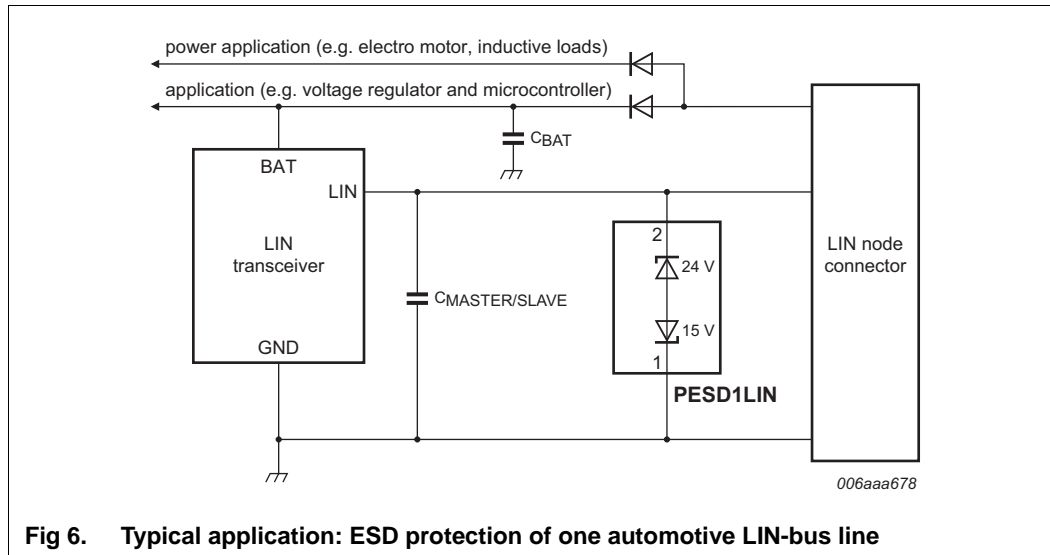 power application (e.g. electro motor, inductive loads)
application (e.g. voltage regulator and microcontroller)
CBAT
BAT
LIN
LIN
transceiver
GND
CMASTER/SLAVE
2
24 V
15 V
1
PESD1LIN
LIN node
connector
006aaa678
Fig 6. Typical application: ESD protection of one automotive LIN-bus line